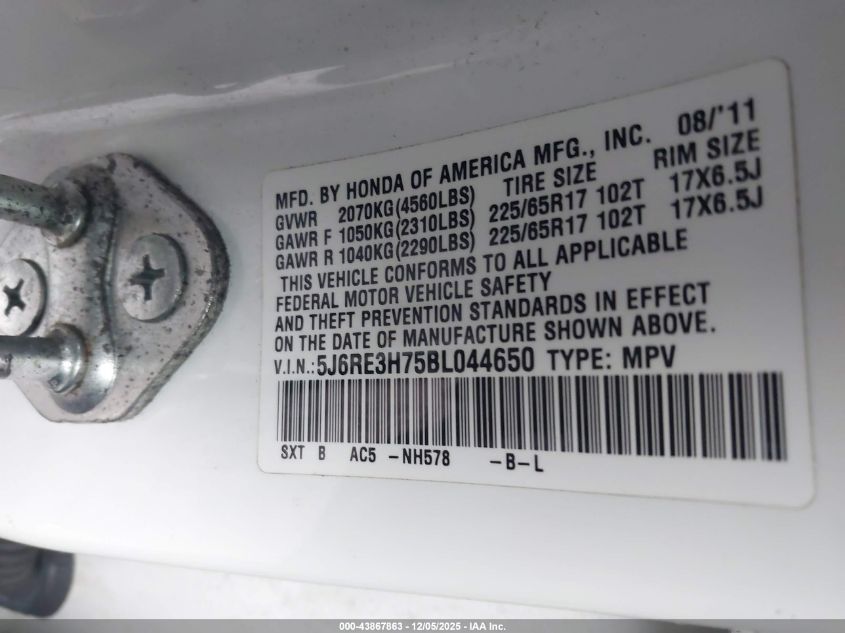 MFD. BY HONDA OF AMERICA MFG., INC. 08/'11
GVWR 2070KG(4560LBS) TIRE SIZE RIM SIZE
GAWR F 1050KG(2310LBS) 225/65R17 102T 17X6.5J
GAWR R 1040KG(2290LBS) 225/65R17 102T 17X6.5J
THIS VEHICLE CONFORMS TO ALL APPLICABLE
FEDERAL MOTOR VEHICLE SAFETY
AND THEFT PREVENTION STANDARDS IN EFFECT
ON THE DATE OF MANUFACTURE SHOWN ABOVE.
V.I.N.:5J6RE3H75BL044650 TYPE: MPV
SXT B AC5 -NH578 -B-L
000-43867863 - 12/05/2025 - IAA Inc.